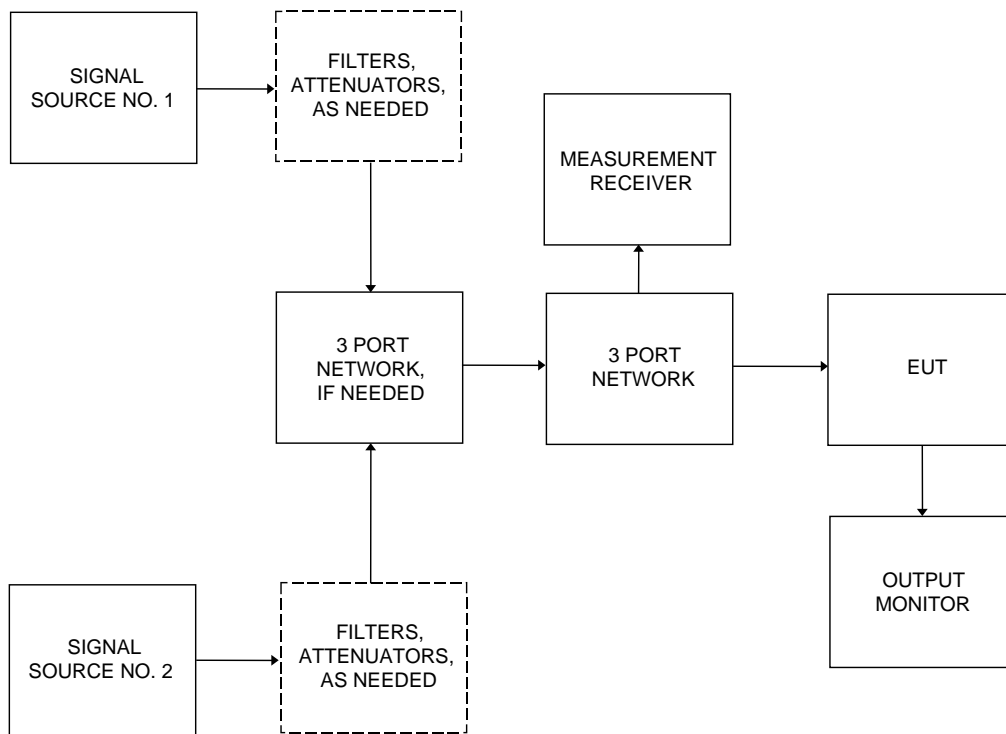 SIGNAL
SOURCE NO. 1
FILTERS,
ATTENUATORS,
AS NEEDED
MEASUREMENT
RECEIVER
3 PORT
NETWORK,
IF NEEDED
3 PORT
NETWORK
EUT
OUTPUT
MONITOR
SIGNAL
SOURCE NO. 2
FILTERS,
ATTENUATORS,
AS NEEDED